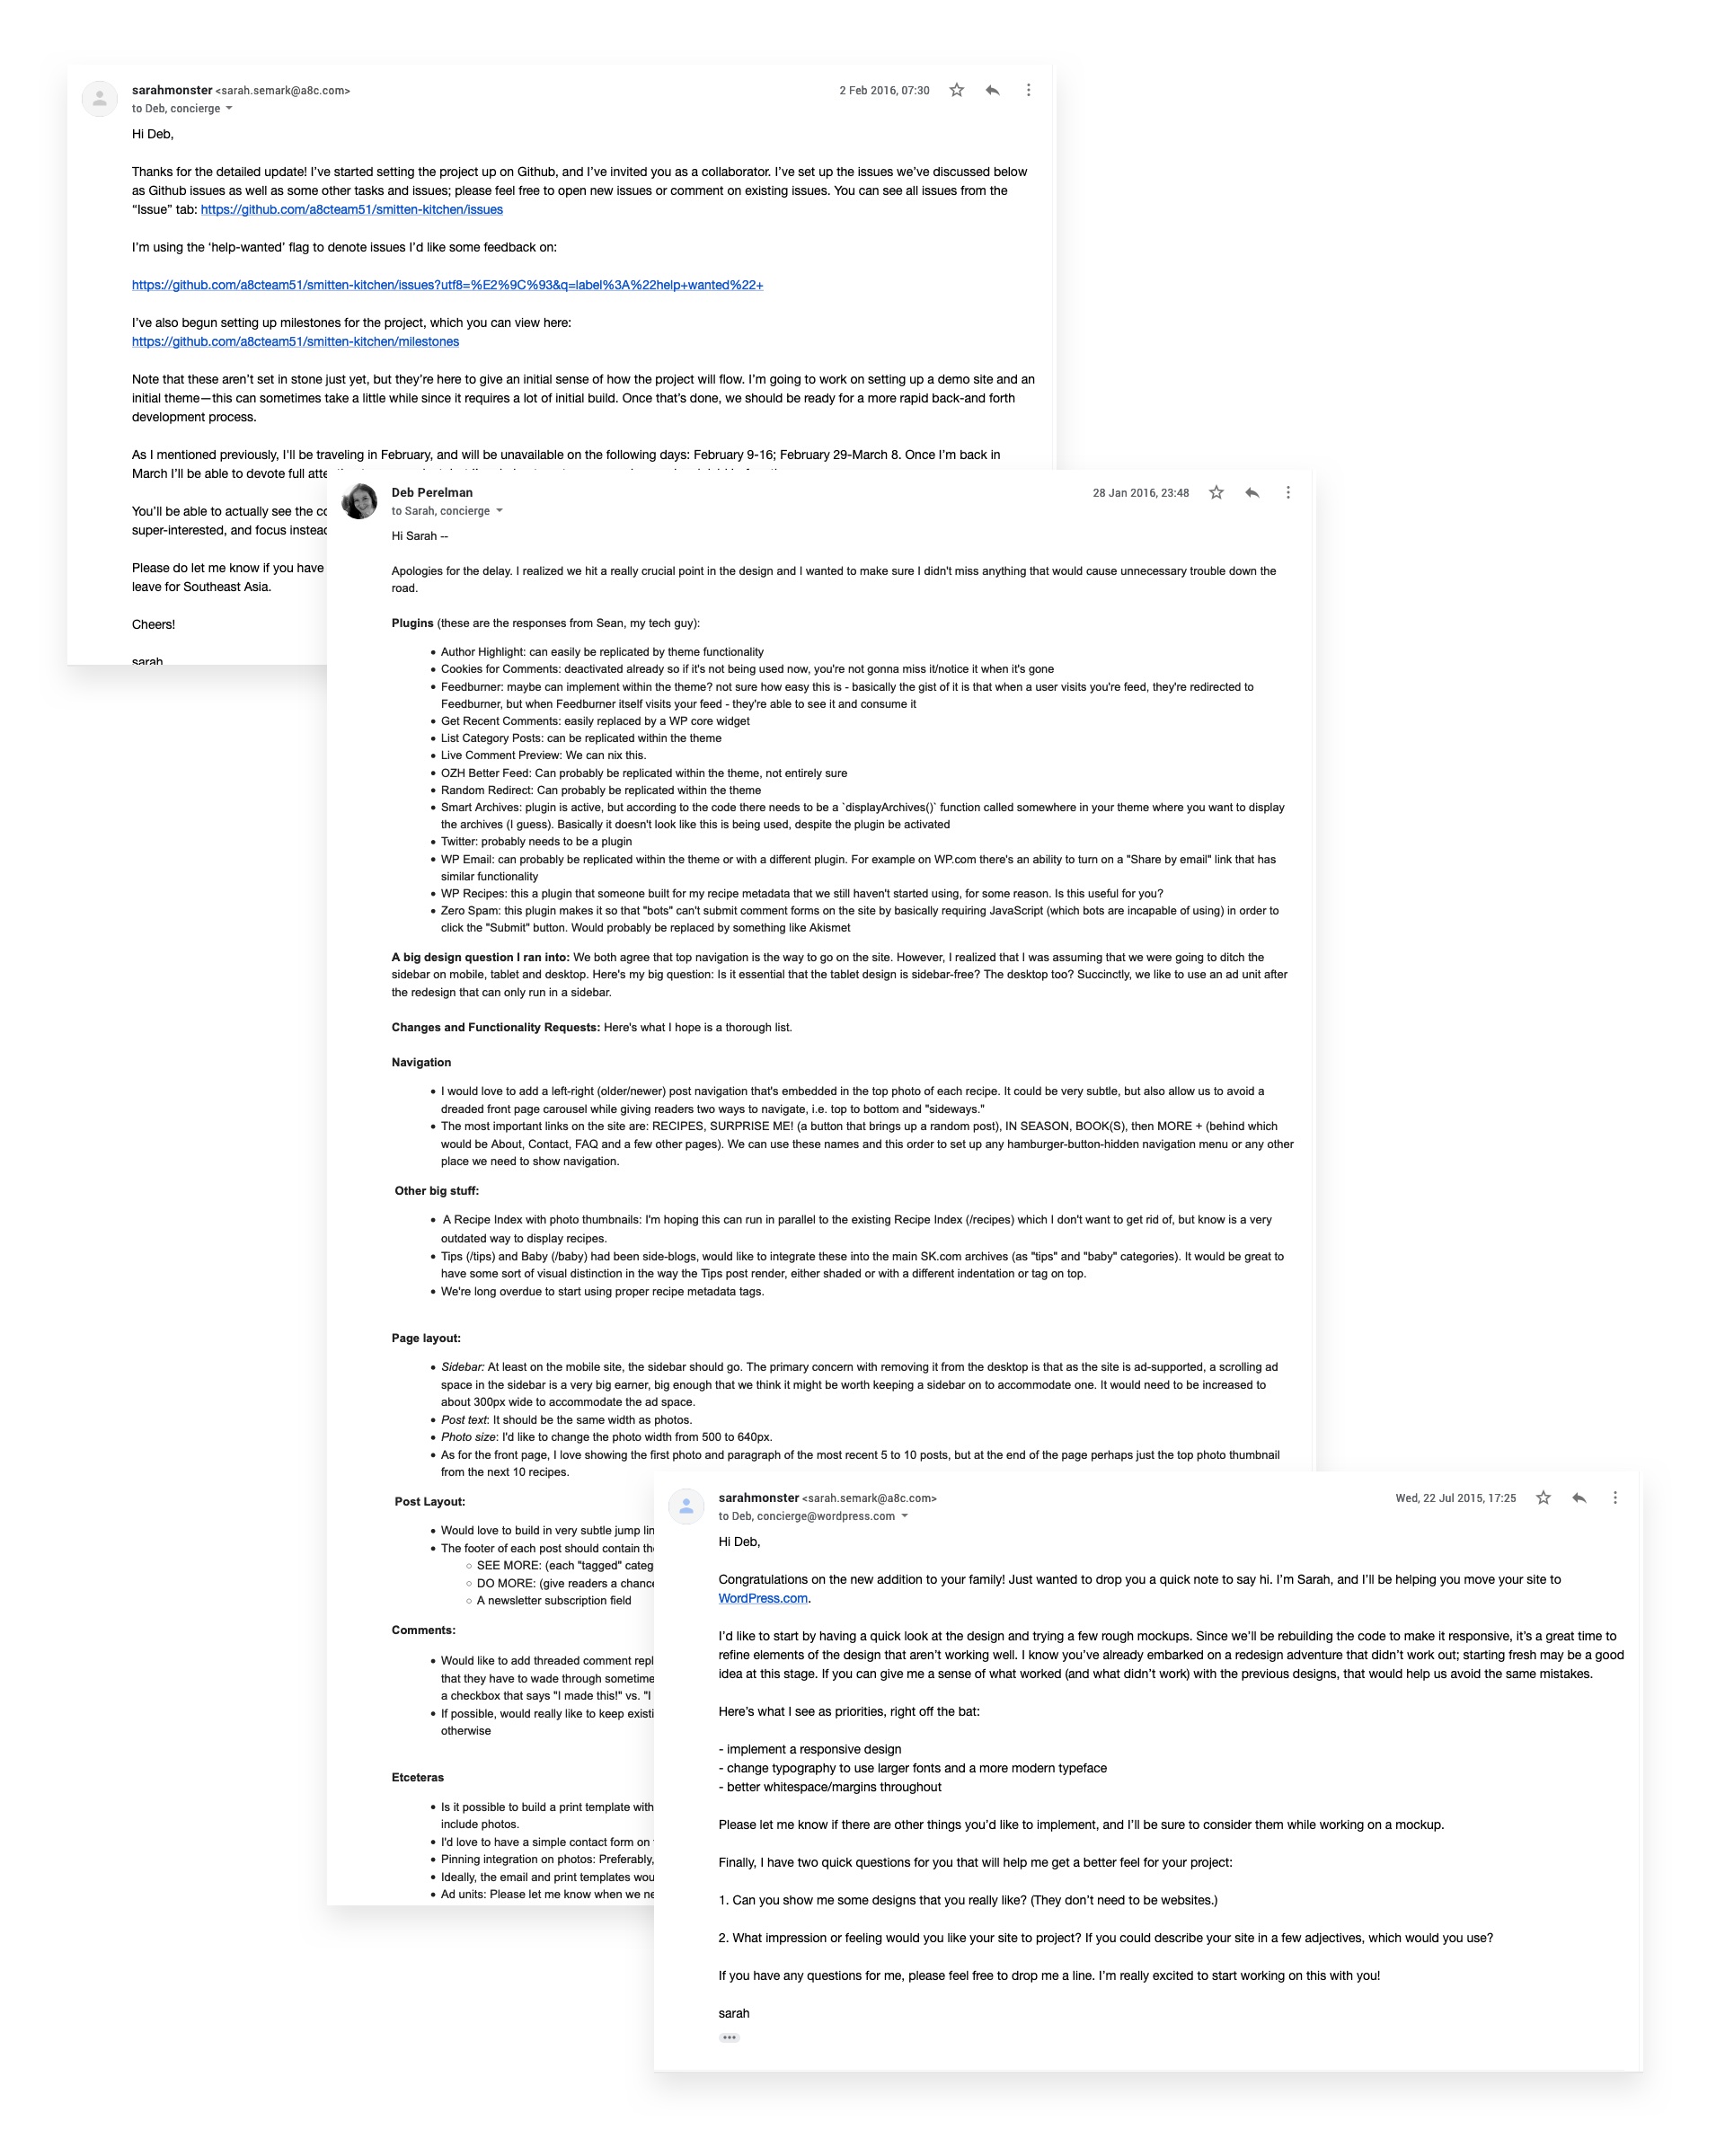 sarahmonster <sarah.semark@a8c.com>
2 Feb 2016, 07:30
to Deb, concierge
Hi Deb,
Thanks for the detailed update! I’ve started setting the project up on Github, and I’ve invited you as a collaborator. I’ve set up the issues we’ve discussed below
as Github issues as well as some other tasks and issues; please feel free to open new issues or comment on existing issues. You can see all issues from the
“Issue” tab: https://github.com/a8cteam51/smitten-kitchen/issues
I’m using the ‘help-wanted’ flag to denote issues I’d like some feedback on:
https://github.com/a8cteam51/smitten-kitchen/issues?utf8=%E2%9C%93&q=label%3A%22help+wanted%22+
I’ve also begun setting up milestones for the project, which you can view here:
https://github.com/a8cteam51/smitten-kitchen/milestones
Note that these aren’t set in stone just yet, but they’re here to give an initial sense of how the project will flow. I’m going to work on setting up a demo site and an
initial theme—this can sometimes take a little while since it requires a lot of initial build. Once that’s done, we should be ready for a more rapid back-and forth
development process.
As I mentioned previously, I'll be traveling in February, and will be unavailable on the following days: February 9-16; February 29-March 8. Once I’m back in
March I’ll be able to devote full
You’ll be able to actually see the
super-interested, and focus
Please do let me know if you have
leave for Southeast Asia.
Cheers!
sarah
Deb Perelman
28 Jan 2016, 23:48
to Sarah, concierge
Hi Sarah --
Apologies for the delay. I realized we hit a really crucial point in the design and I wanted to make sure I didn't miss anything that would cause unnecessary trouble down the
road.
Plugins (these are the responses from Sean, my tech guy):
• Author Highlight: can easily be replicated by theme functionality
• Cookies for Comments: deactivated already so if it's not being used now, you're not gonna miss it/notice it when it's gone
• Feedburner: maybe can implement within the theme? not sure how easy this is - basically the gist of it is that when a user visits you're feed, they're redirected to
Feedburner, but when Feedburner itself visits your feed - they're able to see it and consume it
• Get Recent Comments: easily replaced by a WP core widget
• List Category Posts: can be replicated within the theme
• Live Comment Preview: We can nix this.
• OZH Better Feed: Can probably be replicated within the theme, not entirely sure
• Random Redirect: Can probably be replicated within the theme
• Smart Archives: plugin is active, but according to the code there needs to be a `displayArchives()` function called somewhere in your theme where you want to display
the archives (I guess). Basically it doesn't look like this is being used, despite the plugin be activated
• Twitter: probably needs to be a plugin
• WP Email: can probably be replicated within the theme or with a different plugin. For example on WP.com there's an ability to turn on a "Share by email" link that has
similar functionality
• WP Recipes: this a plugin that someone built for my recipe metadata that we still haven't started using, for some reason. Is this useful for you?
• Zero Spam: this plugin makes it so that "bots" can't submit comment forms on the site by basically requiring JavaScript (which bots are incapable of using) in order to
click the "Submit" button. Would probably be replaced by something like Akismet
A big design question I ran into: We both agree that top navigation is the way to go on the site. However, I realized that I was assuming that we were going to ditch the
sidebar on mobile, tablet and desktop. Here's my big question: Is it essential that the tablet design is sidebar-free? The desktop too? Succinctly, we like to use an ad unit after
the redesign that can only run in a sidebar.
Changes and Functionality Requests: Here's what I hope is a thorough list.
Navigation
• I would love to add a left-right (older/newer) post navigation that's embedded in the top photo of each recipe. It could be very subtle, but also allow us to avoid a
dreaded front page carousel while giving readers two ways to navigate, i.e. top to bottom and "sideways."
• The most important links on the site are: RECIPES, SURPRISE ME! (a button that brings up a random post), IN SEASON, BOOK(S), then MORE + (behind which
would be About, Contact, FAQ and a few other pages). We can use these names and this order to set up any hamburger-button-hidden navigation menu or any other
place we need to show navigation.
Other big stuff:
• A Recipe Index with photo thumbnails: I'm hoping this can run in parallel to the existing Recipe Index (/recipes) which I don't want to get rid of, but know is a very
outdated way to display recipes.
• Tips (/tips) and Baby (/baby) had been side-blogs, would like to integrate these into the main SK.com archives (as "tips" and "baby" categories). It would be great to
have some sort of visual distinction in the way the Tips post render, either shaded or with a different indentation or tag on top.
• We're long overdue to start using proper recipe metadata tags.
Page layout:
• Sidebar: At least on the mobile site, the sidebar should go. The primary concern with removing it from the desktop is that as the site is ad-supported, a scrolling ad
space in the sidebar is a very big earner, big enough that we think it might be worth keeping a sidebar on to accommodate one. It would need to be increased to
about 300px wide to accommodate the ad space.
• Post text: It should be the same width as photos.
• Photo size: I'd like to change the photo width from 500 to 640px.
• As for the front page, I love showing the first photo and paragraph of the most recent 5 to 10 posts, but at the end of the page perhaps just the top photo thumbnail
from the next 10 recipes.
Post Layout:
• Would love to build in very subtle jump
• The footer of each post should contain
◦ SEE MORE: (each "tagged"
◦ DO MORE: (give readers a chance
◦ A newsletter subscription field
Comments:
• Would like to add threaded comment
that they have to wade through
a checkbox that says "I made this!" vs. "I
• If possible, would really like to keep
otherwise
Etceteras
• Is it possible to build a print template with
include photos.
• I'd love to have a simple contact form on
• Pinning integration on photos: Preferably,
• Ideally, the email and print templates
• Ad units: Please let me know when we
sarahmonster <sarah.semark@a8c.com>
Wed, 22 Jul 2015, 17:25
to Deb, concierge@wordpress.com
Hi Deb,
Congratulations on the new addition to your family! Just wanted to drop you a quick note to say hi. I’m Sarah, and I’ll be helping you move your site to
WordPress.com.
I’d like to start by having a quick look at the design and trying a few rough mockups. Since we’ll be rebuilding the code to make it responsive, it’s a great time to
refine elements of the design that aren’t working well. I know you’ve already embarked on a redesign adventure that didn’t work out; starting fresh may be a good
idea at this stage. If you can give me a sense of what worked (and what didn’t work) with the previous designs, that would help us avoid the same mistakes.
Here’s what I see as priorities, right off the bat:
- implement a responsive design
- change typography to use larger fonts and a more modern typeface
- better whitespace/margins throughout
Please let me know if there are other things you’d like to implement, and I’ll be sure to consider them while working on a mockup.
Finally, I have two quick questions for you that will help me get a better feel for your project:
1. Can you show me some designs that you really like? (They don’t need to be websites.)
2. What impression or feeling would you like your site to project? If you could describe your site in a few adjectives, which would you use?
If you have any questions for me, please feel free to drop me a line. I’m really excited to start working on this with you!
sarah